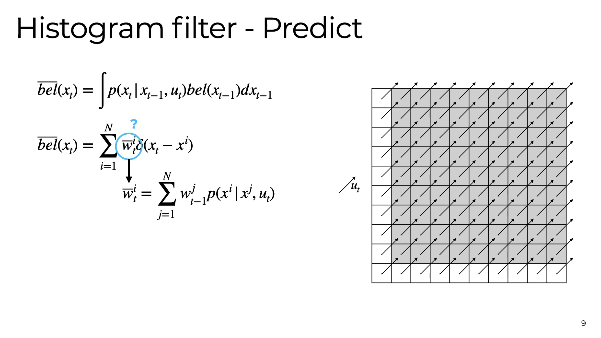 Histogram filter - Predict
$\overline{bel}(x_t) = \int p(x_t | x_{t-1}, u_t) bel(x_{t-1}) dx_{t-1}$
?
$\overline{bel}(x_t) = \sum_{i=1}^{N} \overline{w}_t^i \delta(x_t - x^i)$
$\overline{w}_t^i = \sum_{j=1}^{N} w_{t-1}^j p(x^i | x^j, u_t)$
$u_t$
9